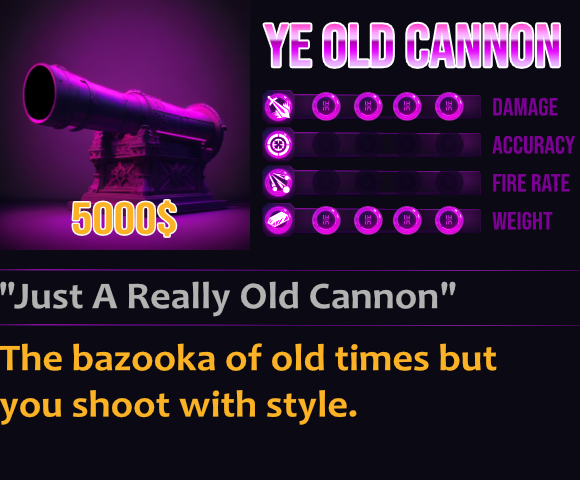 YE OLD CANNON
DAMAGE
ACCURACY
FIRE RATE
WEIGHT
5000$
"Just A Really Old Cannon"
The bazooka of old times but
you shoot with style.